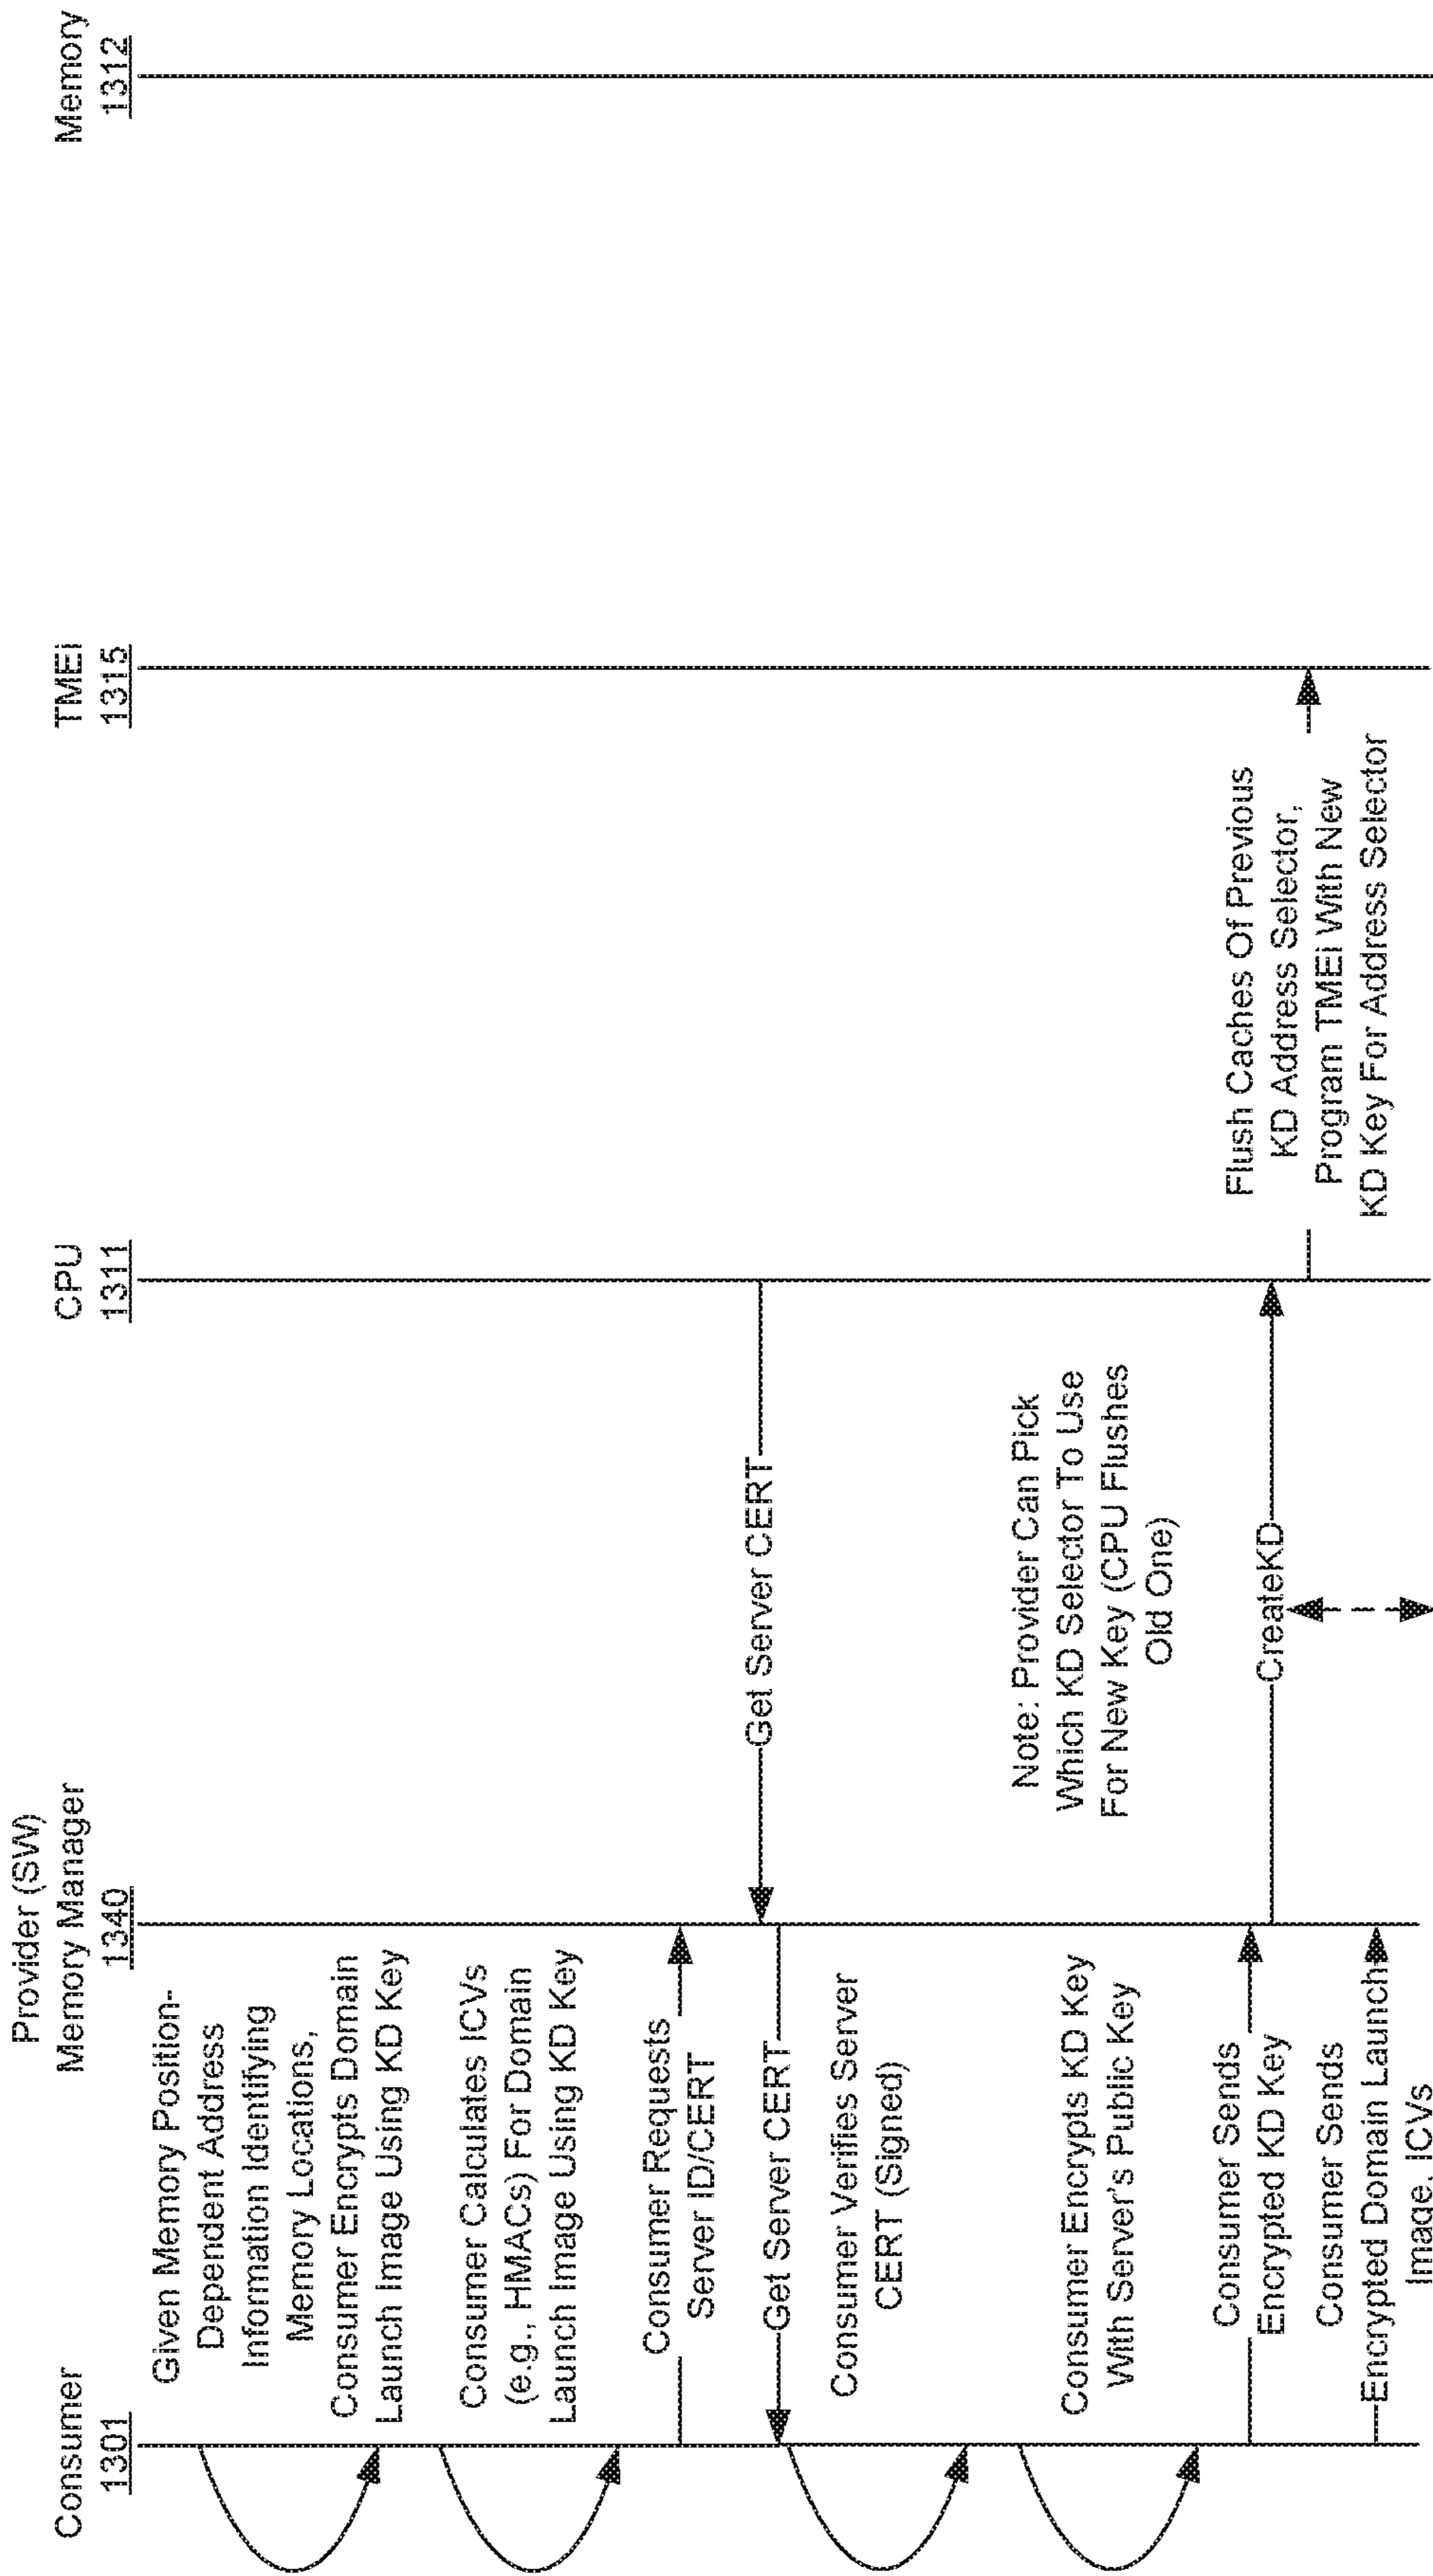 Consumer
1301
Provider (SW)
Memory Manager
1340
CPU
1311
TMEi
1315
Memory
1312
Given Memory Position-
Dependent Address
Information Identifying
Memory Locations,
Consumer Encrypts Domain
Launch Image Using KD Key
Consumer Calculates ICVs
(e.g., HMACs) For Domain
Launch Image Using KD Key
Consumer Requests
Server ID/CERT
Get Server CERT
Get Server CERT
Consumer Verifies Server
CERT (Signed)
Note: Provider Can Pick
Which KD Selector To Use
For New Key (CPU Flushes
Old One)
Consumer Encrypts KD Key
With Server's Public Key
Consumer Sends
Encrypted KD Key
CreateKD
Flush Caches Of Previous
KD Address Selector,
Program TMEi With New
KD Key For Address Selector
Consumer Sends
Encrypted Domain Launch
Image. ICVs